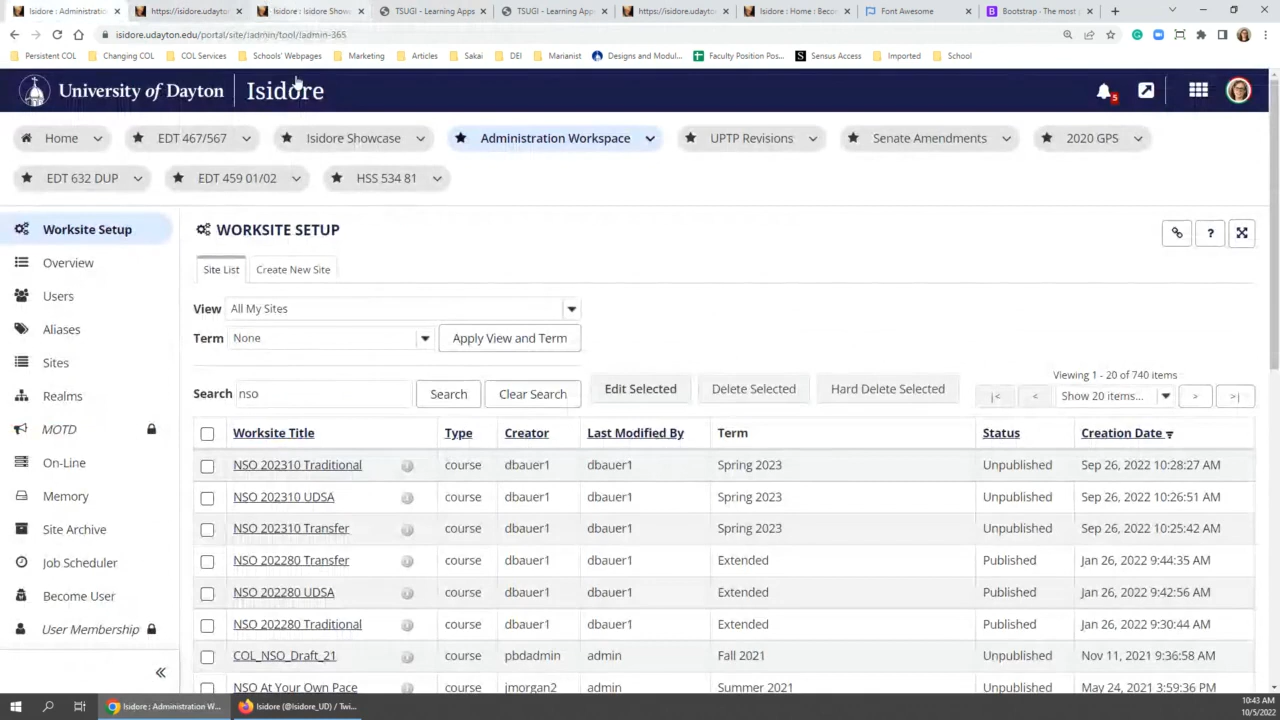 Isidore : Administration W
https://isidore.udayton
Isidore : Isidore Show
TSUGI - Learning Apps
TSUGI - Learning App
https://isidore.udayto
Isidore : Home : Beco
Font Awesome
Bootstrap · The most
isidore.udayton.edu/portal/site/!admin/tool/!admin-365
Persistent COL
Changing COL
COL Services
Schools' Webpages
Marketing
Articles
Sakai
DEI
Marianist
Designs and Modul...
Faculty Position Pos...
Sensus Access
Imported
School
University of Dayton
Isidore
5
Home
EDT 467/567
Isidore Showcase
Administration Workspace
UPTP Revisions
Senate Amendments
2020 GPS
EDT 632 DUP
EDT 459 01/02
HSS 534 81
Worksite Setup
Overview
Users
Aliases
Sites
Realms
MOTD
On-Line
Memory
Site Archive
Job Scheduler
Become User
User Membership
WORKSITE SETUP
?
Site List
Create New Site
View All My Sites
Term None Apply View and Term
Viewing 1 - 20 of 740 items
Search nso Search Clear Search Edit Selected Delete Selected Hard Delete Selected |< < Show 20 items... > >|
Worksite Title Type Creator Last Modified By Term Status Creation Date
NSO 202310 Traditional course dbauer1 dbauer1 Spring 2023 Unpublished Sep 26, 2022 10:28:27 AM
NSO 202310 UDSA course dbauer1 dbauer1 Spring 2023 Unpublished Sep 26, 2022 10:26:51 AM
NSO 202310 Transfer course dbauer1 dbauer1 Spring 2023 Unpublished Sep 26, 2022 10:25:42 AM
NSO 202280 Transfer course dbauer1 dbauer1 Extended Published Jan 26, 2022 9:44:35 AM
NSO 202280 UDSA course dbauer1 dbauer1 Extended Published Jan 26, 2022 9:42:56 AM
NSO 202280 Traditional course dbauer1 dbauer1 Extended Published Jan 26, 2022 9:30:44 AM
COL_NSO_Draft_21 course pbdadmin admin Fall 2021 Unpublished Nov 11, 2021 9:36:58 AM
NSO At Your Own Pace course jmorgan2 admin Summer 2021 Unpublished May 24, 2021 3:59:36 PM
Isidore : Administration W...
Isidore (@Isidore_UD) / Twi...
10:43 AM
10/5/2022